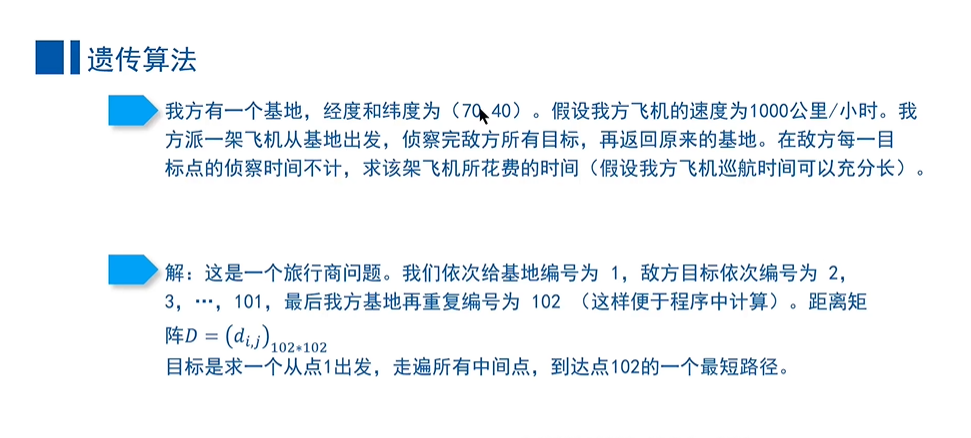 遗传算法
我方有一个基地，经度和纬度为（70，40）。假设我方飞机的速度为1000公里/小时。我
方派一架飞机从基地出发，侦察完敌方所有目标，再返回原来的基地。在敌方每一目
标点的侦察时间不计，求该架飞机所花费的时间（假设我方飞机巡航时间可以充分长）。
解：这是一个旅行商问题。我们依次给基地编号为 1，敌方目标依次编号为 2，
3，…，101，最后我方基地再重复编号为 102 （这样便于程序中计算）。距离矩
阵D = (d_{i,j})_{102*102}
目标是求一个从点1出发，走遍所有中间点，到达点102的一个最短路径。